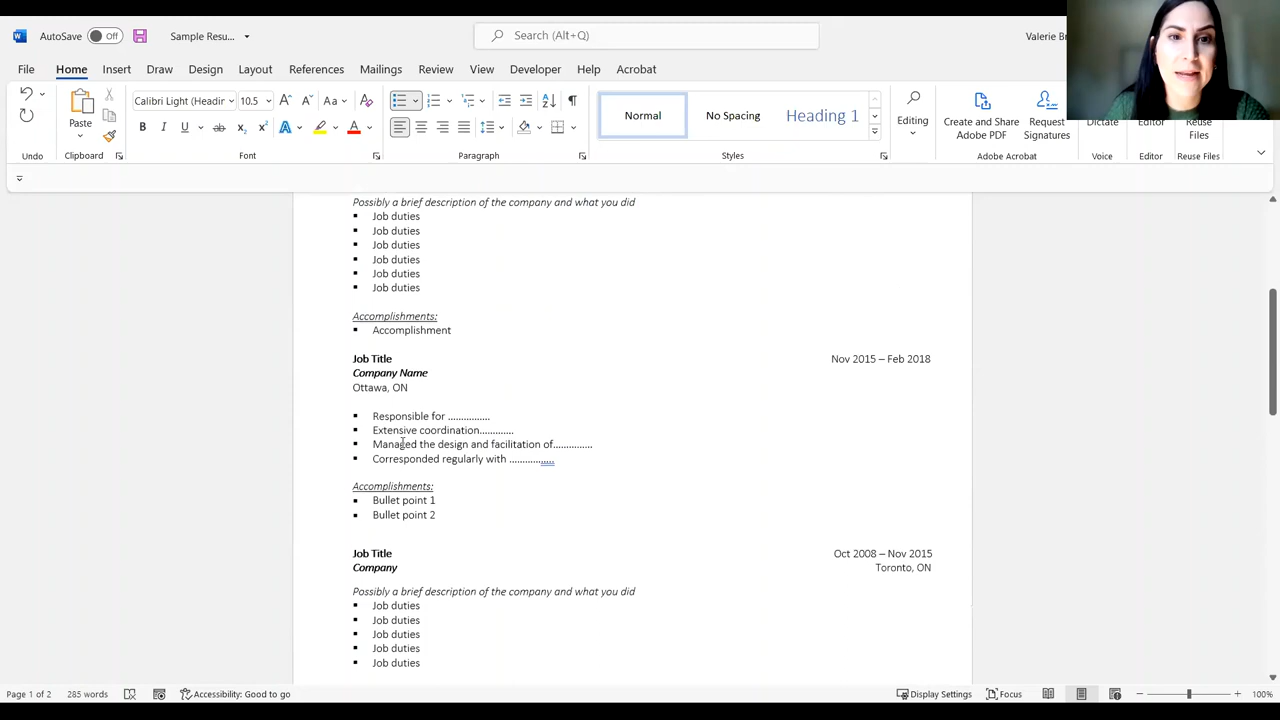 AutoSave Off Sample Resu... Search (Alt+Q) Valerie Br
File Home Insert Draw Design Layout References Mailings Review View Developer Help Acrobat
Paste Calibri Light (Headir 10.5 Aa Normal No Spacing Heading 1 Editing Create and Share Adobe PDF Request Signatures Dictate Editor Reuse Files
Undo Clipboard Font Paragraph Styles Adobe Acrobat Voice Editor Reuse Files
Possibly a brief description of the company and what you did
Job duties
Job duties
Job duties
Job duties
Job duties
Job duties
Accomplishments:
Accomplishment
Job Title Nov 2015 – Feb 2018
Company Name
Ottawa, ON
Responsible for ……………
Extensive coordination………….
Managed the design and facilitation of…………..
Corresponded regularly with ……………..
Accomplishments:
Bullet point 1
Bullet point 2
Job Title Oct 2008 – Nov 2015
Company Toronto, ON
Possibly a brief description of the company and what you did
Job duties
Job duties
Job duties
Job duties
Job duties
Page 1 of 2 285 words Accessibility: Good to go Display Settings Focus 100%